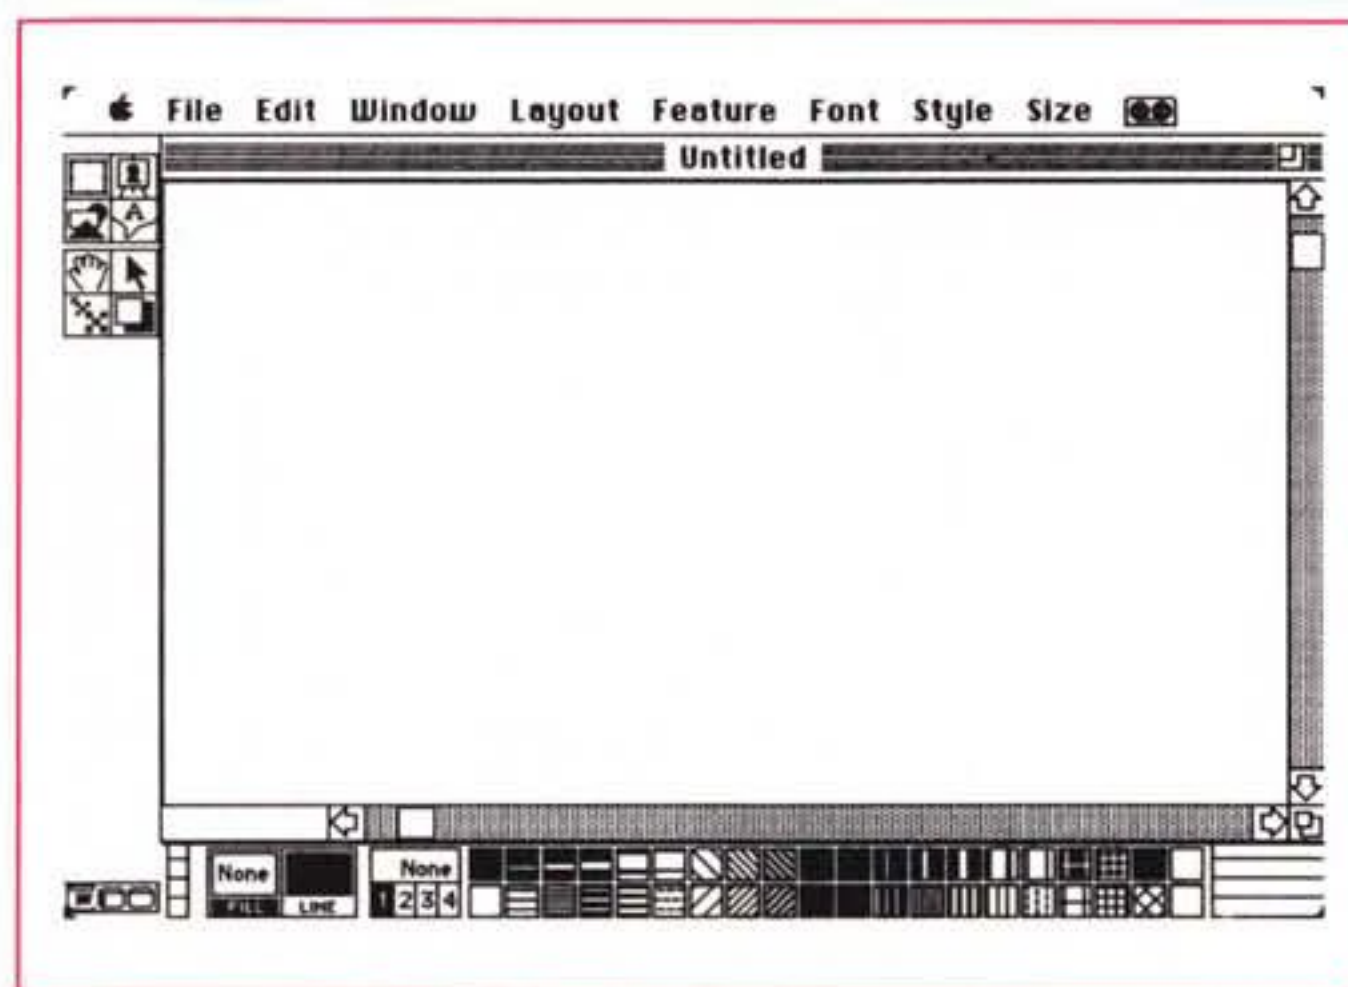 File Edit Window Layout Feature Font Style Size
Untitled
A
None
None
FILL LINE
1 2 3 4